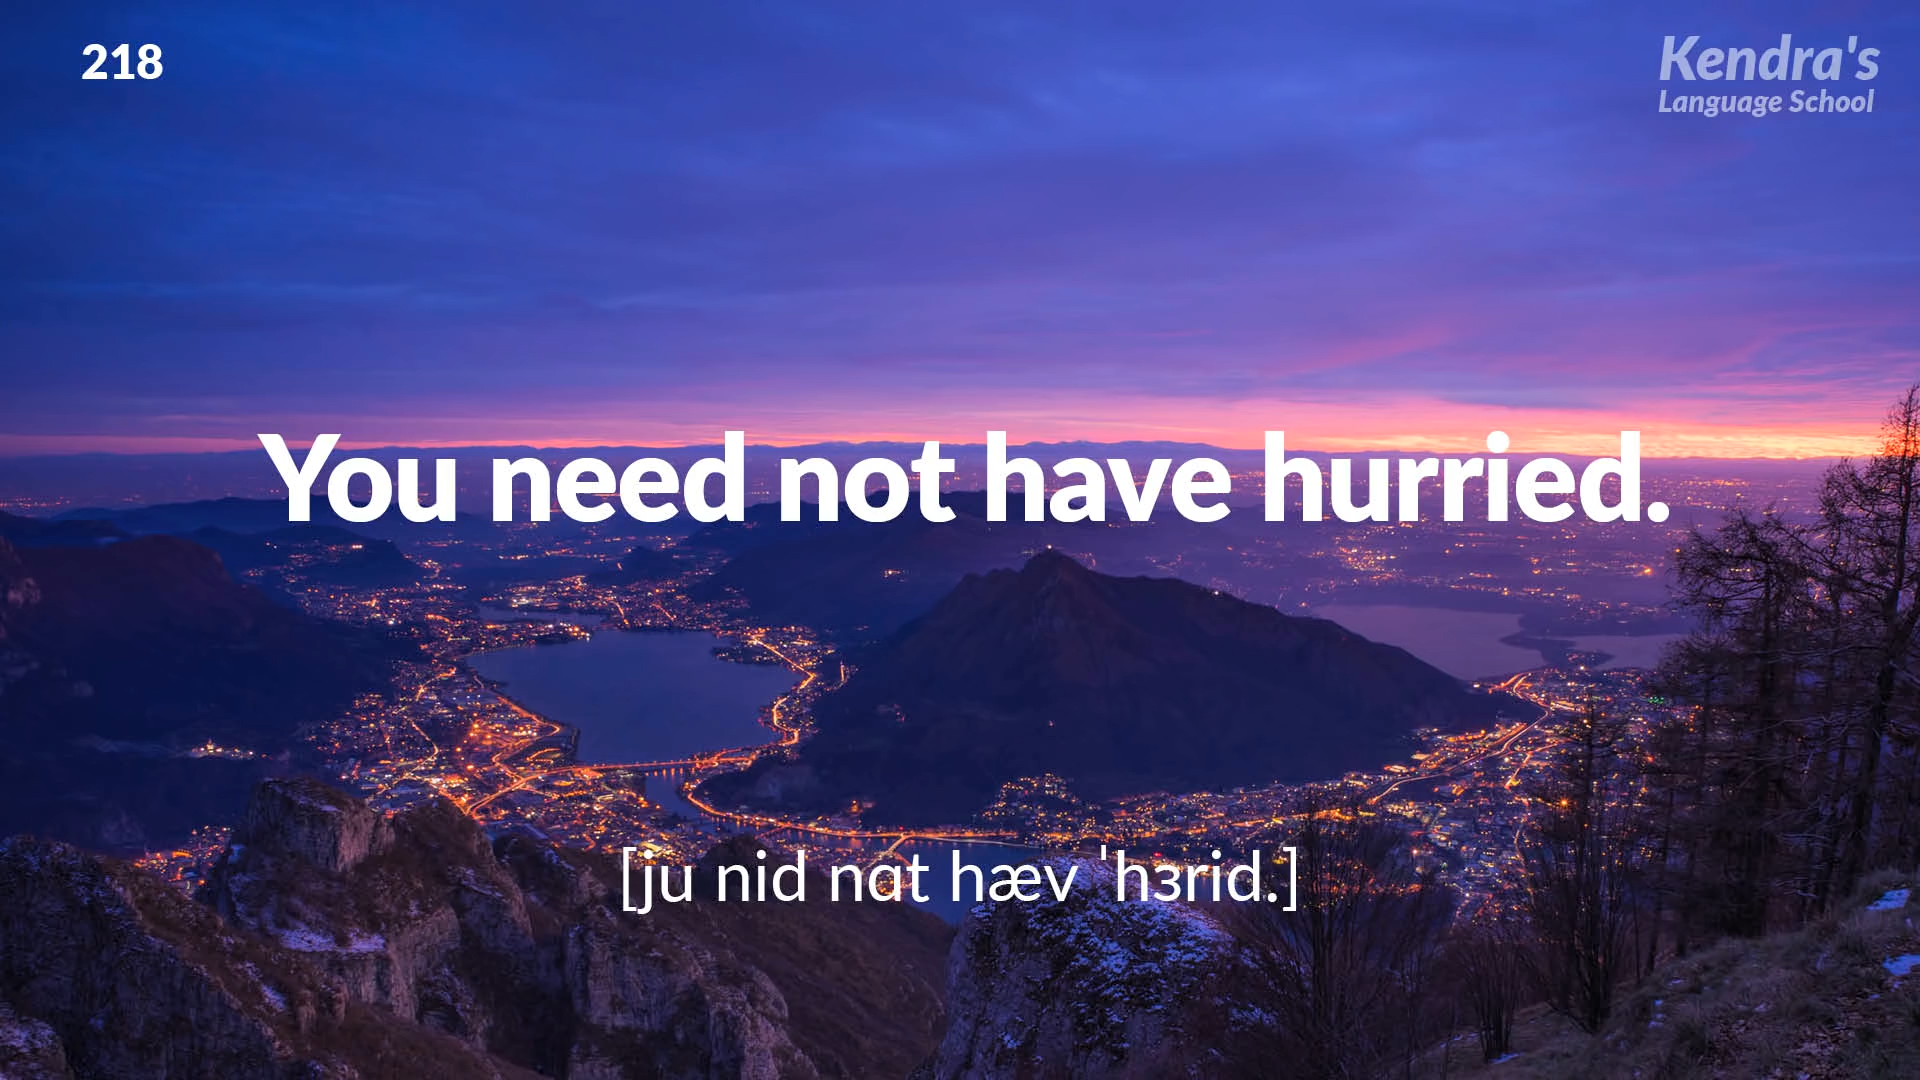 218
Kendra's
Language School
You need not have hurried.
[ju nid nɑt hæv ˈhɜrid.]